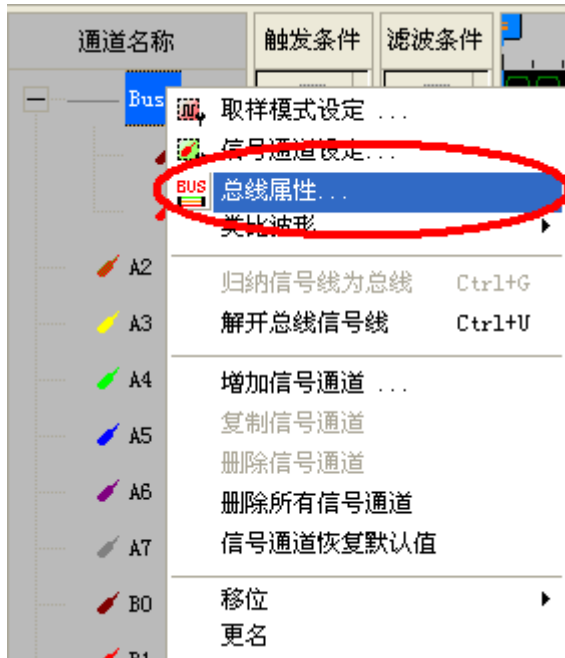 通道名称 触发条件 滤波条件
Bus
取样模式设定 ...
信号通道设定...
BUS 总线属性...
类比波形
A2
归纳信号线为总线 Ctrl+G
A3 解开总线信号线 Ctrl+U
A4 增加信号通道 ...
复制信号通道
A5
删除信号通道
A6 删除所有信号通道
A7 信号通道恢复默认值
B0 移位
更名
B1